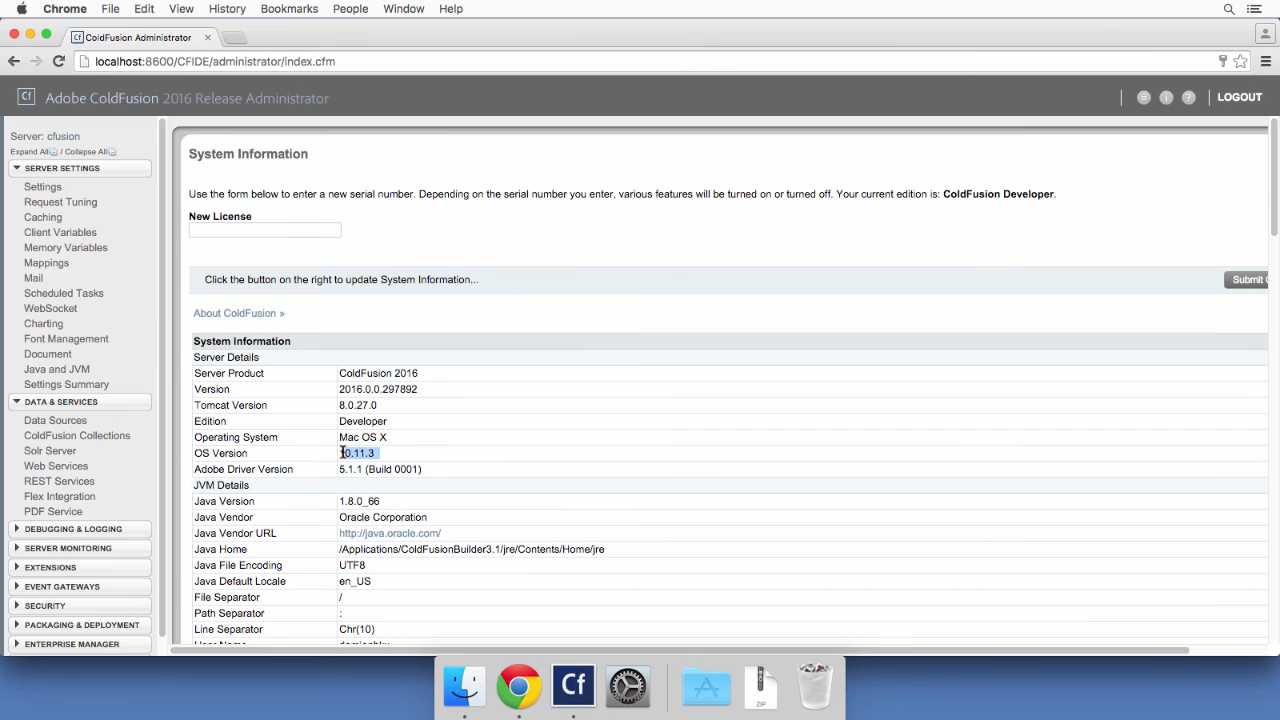 Chrome File Edit View History Bookmarks People Window Help
Cf ColdFusion Administrator
localhost:8600/CFIDE/administrator/index.cfm
Cf Adobe ColdFusion 2016 Release Administrator
LOGOUT
Server: cfusion
Expand All / Collapse All
SERVER SETTINGS
Settings
Request Tuning
Caching
Client Variables
Memory Variables
Mappings
Mail
Scheduled Tasks
WebSocket
Charting
Font Management
Document
Java and JVM
Settings Summary
DATA & SERVICES
Data Sources
ColdFusion Collections
Solr Server
Web Services
REST Services
Flex Integration
PDF Service
DEBUGGING & LOGGING
SERVER MONITORING
EXTENSIONS
EVENT GATEWAYS
SECURITY
PACKAGING & DEPLOYMENT
ENTERPRISE MANAGER
System Information
Use the form below to enter a new serial number. Depending on the serial number you enter, various features will be turned on or turned off. Your current edition is: ColdFusion Developer.
New License
Click the button on the right to update System Information...
Submit
About ColdFusion »
System Information
Server Details
Server Product ColdFusion 2016
Version 2016.0.0.297892
Tomcat Version 8.0.27.0
Edition Developer
Operating System Mac OS X
OS Version 10.11.3
Adobe Driver Version 5.1.1 (Build 0001)
JVM Details
Java Version 1.8.0_66
Java Vendor Oracle Corporation
Java Vendor URL http://java.oracle.com/
Java Home /Applications/ColdFusionBuilder3.1/jre/Contents/Home/jre
Java File Encoding UTF8
Java Default Locale en_US
File Separator /
Path Separator :
Line Separator Chr(10)
Cf
ZIP